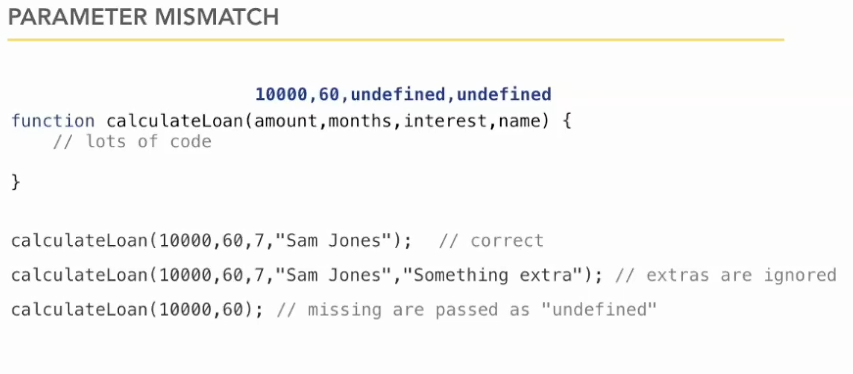 PARAMETER MISMATCH
10000,60,undefined,undefined
function calculateLoan(amount,months,interest,name) {
// lots of code
}
calculateLoan(10000,60,7,"Sam Jones"); // correct
calculateLoan(10000,60,7,"Sam Jones","Something extra"); // extras are ignored
calculateLoan(10000,60); // missing are passed as "undefined"